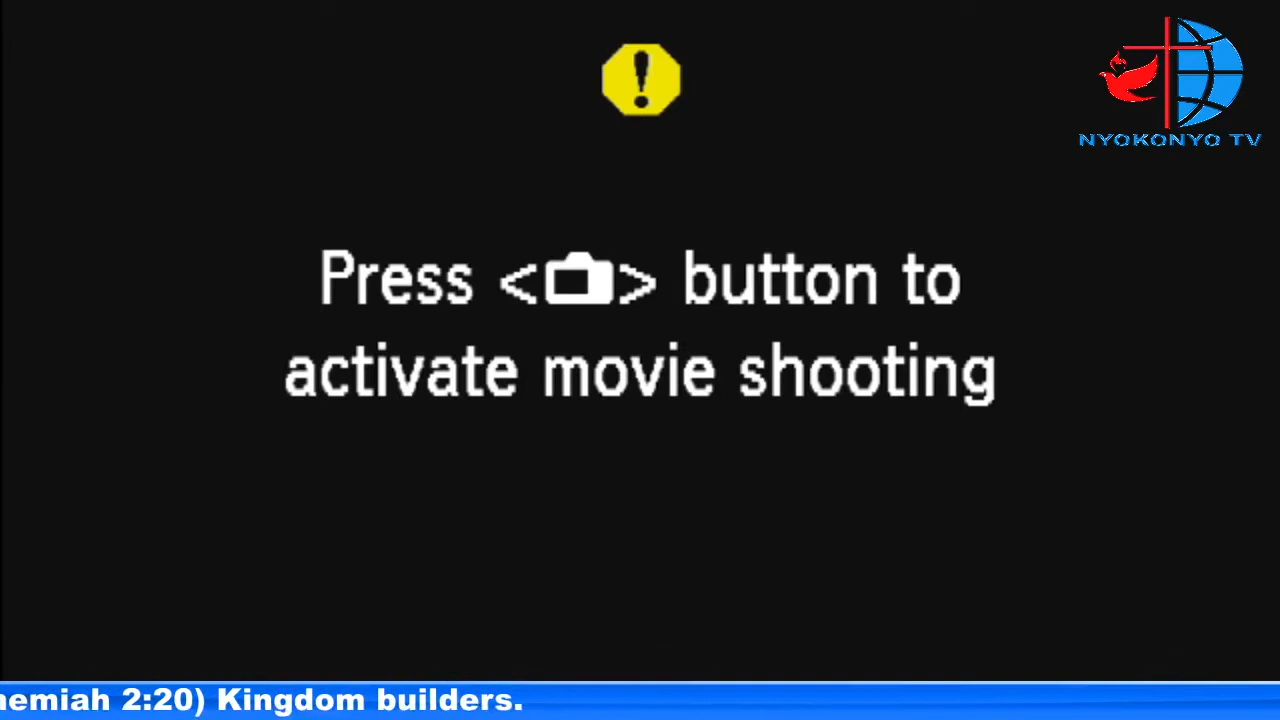 NYOKONYO TV
Press < > button to
activate movie shooting
hemiah 2:20) Kingdom builders.